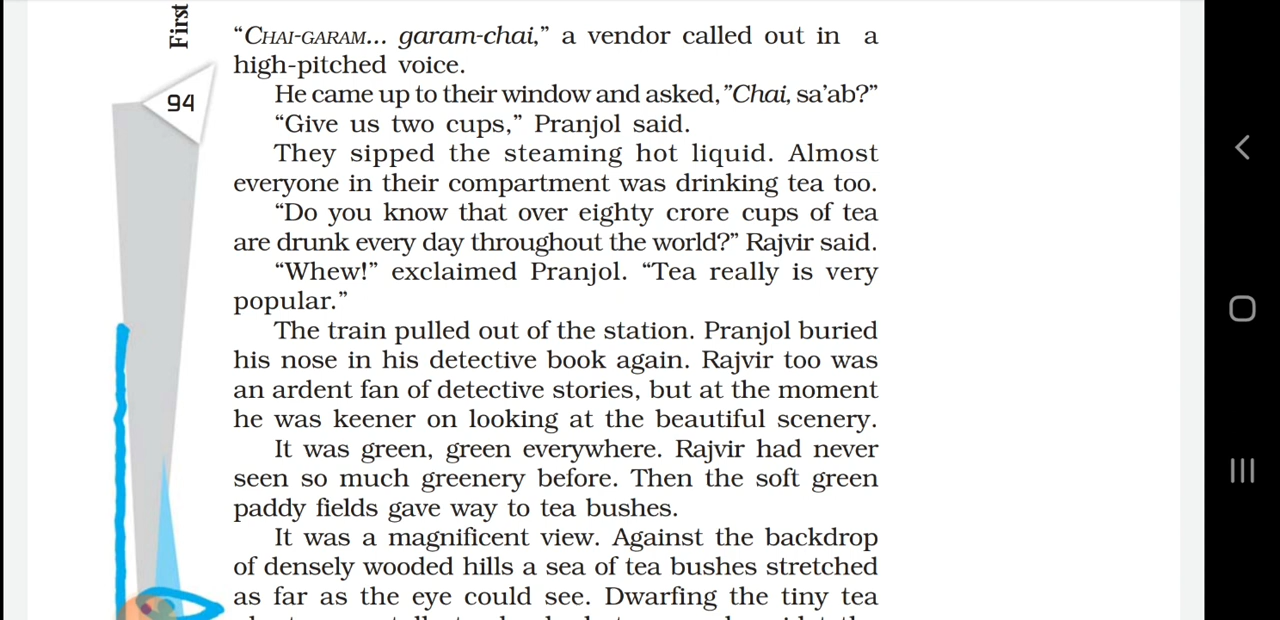 First
94
“CHAI-GARAM... garam-chai,” a vendor called out in a
high-pitched voice.
He came up to their window and asked, ”Chai, sa’ab?”
“Give us two cups,” Pranjol said.
They sipped the steaming hot liquid. Almost
everyone in their compartment was drinking tea too.
“Do you know that over eighty crore cups of tea
are drunk every day throughout the world?” Rajvir said.
“Whew!” exclaimed Pranjol. “Tea really is very
popular.”
The train pulled out of the station. Pranjol buried
his nose in his detective book again. Rajvir too was
an ardent fan of detective stories, but at the moment
he was keener on looking at the beautiful scenery.
It was green, green everywhere. Rajvir had never
seen so much greenery before. Then the soft green
paddy fields gave way to tea bushes.
It was a magnificent view. Against the backdrop
of densely wooded hills a sea of tea bushes stretched
as far as the eye could see. Dwarfing the tiny tea